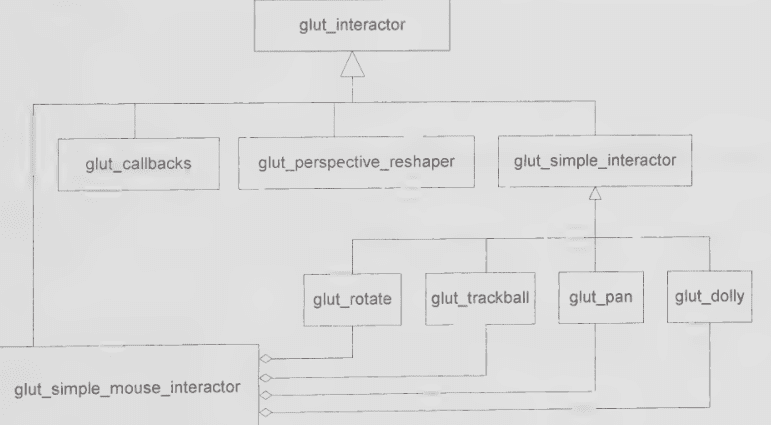 glut_interactor
glut_callbacks
glut_perspective_reshaper
glut_simple_interactor
glut_rotate
glut_trackball
glut_pan
glut_dolly
glut_simple_mouse_interactor